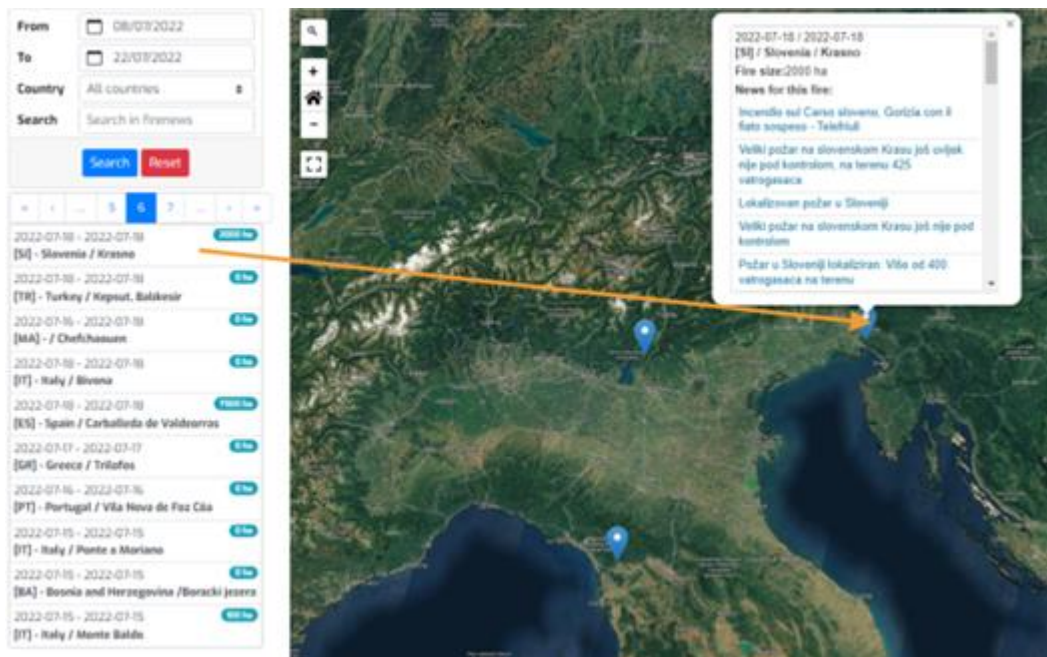 From
08/07/2022
To
22/07/2022
Country
All countries
Search
Search in firenews
Search
Reset
«
‹
...
5
6
7
...
›
»
2022-07-18 - 2022-07-18
2000 ha
[SI] - Slovenia / Krasno
2022-07-18 - 2022-07-18
0 ha
[TR] - Turkey / Kepsut, Balıkesir
2022-07-16 - 2022-07-18
0 ha
[MA] - / Chefchaouen
2022-07-18 - 2022-07-18
0 ha
[IT] - Italy / Bivona
2022-07-18 - 2022-07-18
[ES] - Spain / Carballeda de Valdeorras
2022-07-17 - 2022-07-17
0 ha
[GR] - Greece / Trilofos
2022-07-16 - 2022-07-16
0 ha
[PT] - Portugal / Vila Nova de Foz Côa
2022-07-15 - 2022-07-15
0 ha
[IT] - Italy / Ponte a Moriano
2022-07-15 - 2022-07-15
0 ha
[BA] - Bosnia and Herzegovina /Boracki jezera
2022-07-15 - 2022-07-15
100 ha
[IT] - Italy / Monte Baldo
+
−
×
2022-07-18 / 2022-07-18
[SI] / Slovenia / Krasno
Fire size:2000 ha
News for this fire:
Incendio sul Carso sloveno, Gorizia con il
fiato sospeso - Telefriuli
Veliki požar na slovenskom Krasu još uvijek
nije pod kontrolom, na terenu 425
vatrogasaca
Lokalizovan požar u Sloveniji
Veliki požar na slovenskom Krasu još nije pod
kontrolom
Požar u Sloveniji lokaliziran: Više od 400
vatrogasaca na terenu